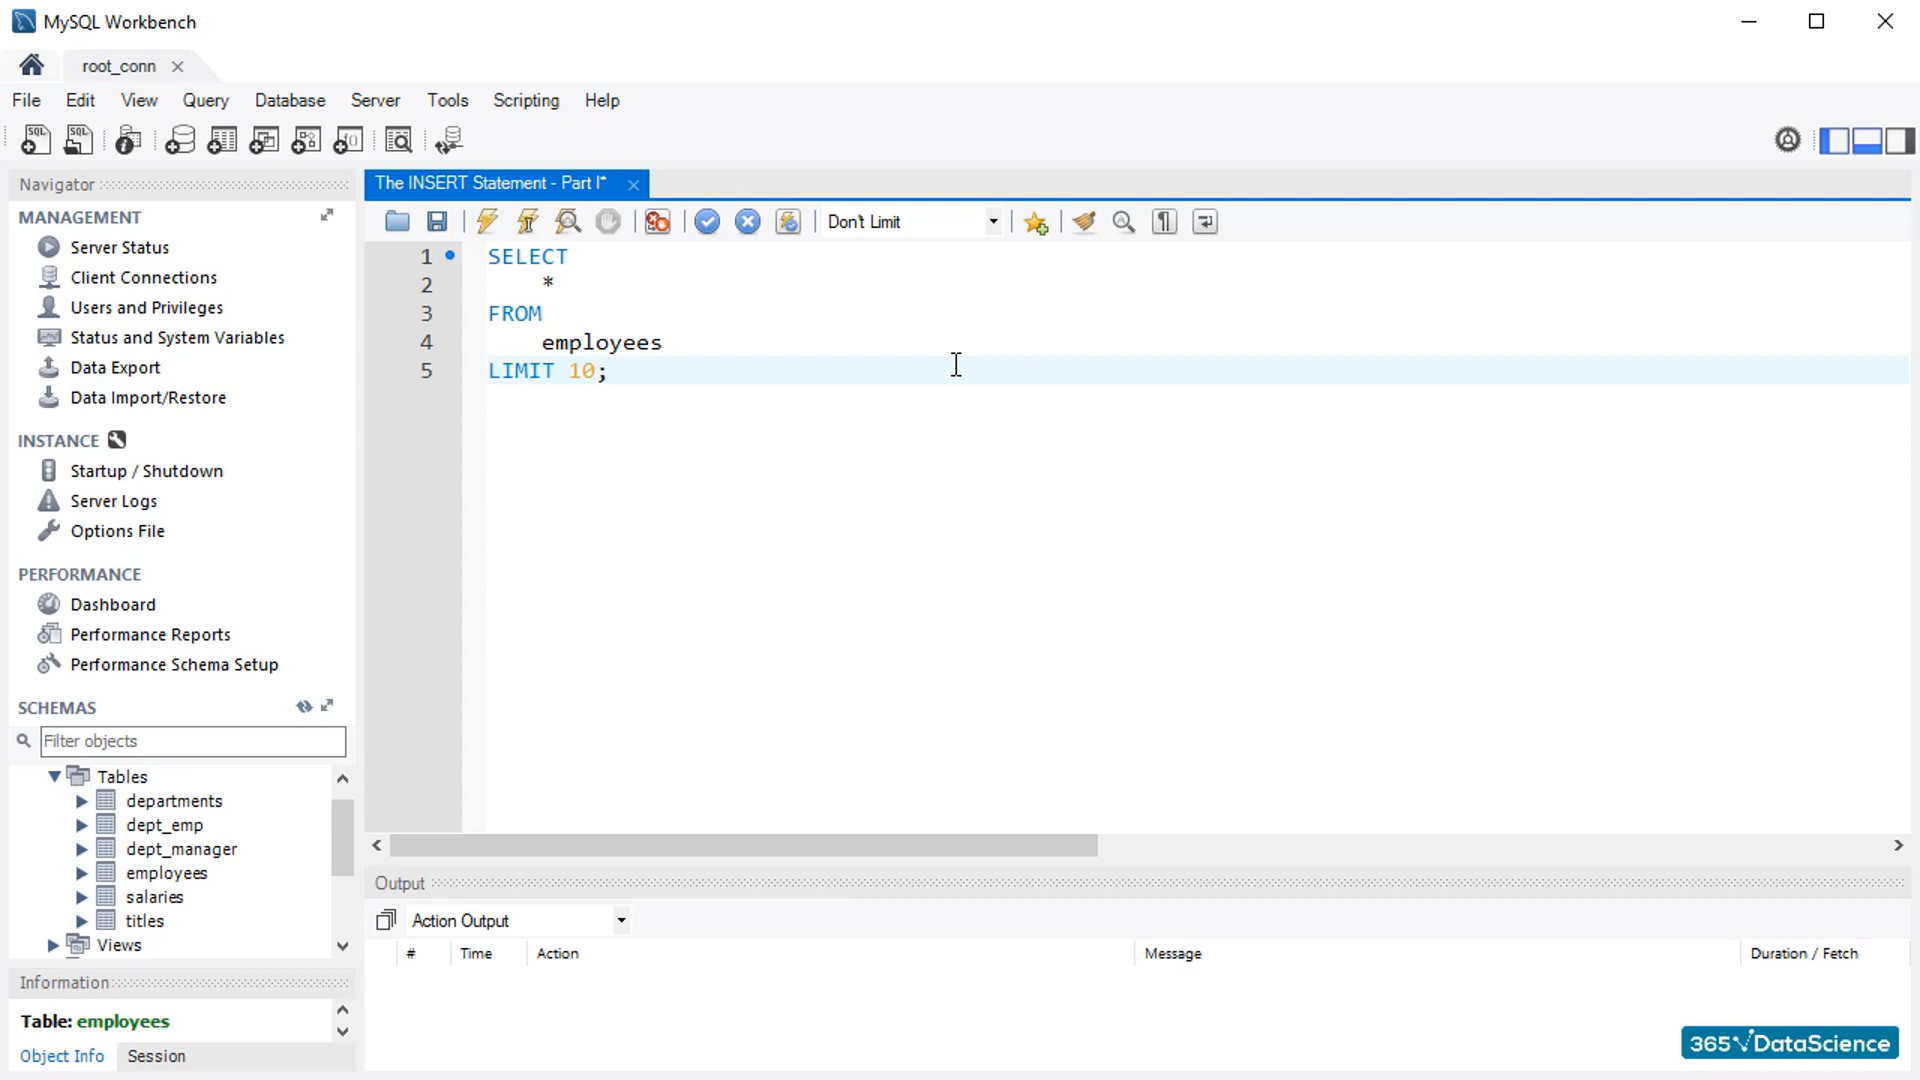 MySQL Workbench
root_conn
File Edit View Query Database Server Tools Scripting Help
SQL SQL
Navigator
MANAGEMENT
Server Status
Client Connections
Users and Privileges
Status and System Variables
Data Export
Data Import/Restore
INSTANCE
Startup / Shutdown
Server Logs
Options File
PERFORMANCE
Dashboard
Performance Reports
Performance Schema Setup
SCHEMAS
Filter objects
Tables
departments
dept_emp
dept_manager
employees
salaries
titles
Views
Information
Table: employees
Object Info Session
The INSERT Statement - Part I*
Don't Limit
1 SELECT
2 *
3 FROM
4 employees
5 LIMIT 10;
Output
Action Output
# Time Action Message Duration / Fetch
365√DataScience